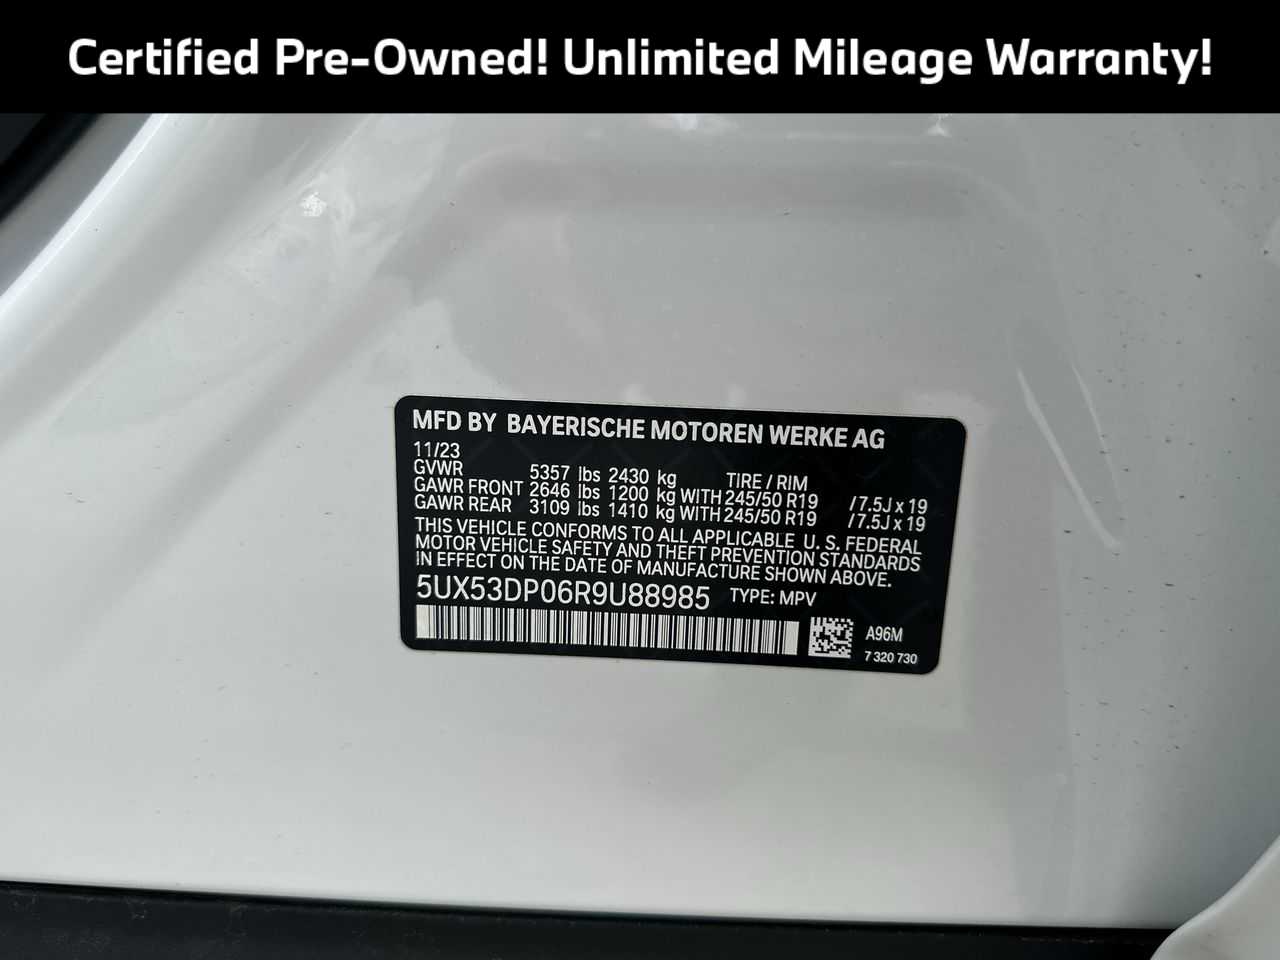 Certified Pre-Owned! Unlimited Mileage Warranty!
MFD BY BAYERISCHE MOTOREN WERKE AG
11/23
GVWR 5357 lbs 2430 kg TIRE / RIM
GAWR FRONT 2646 lbs 1200 kg WITH 245/50 R19 /7.5J x 19
GAWR REAR 3109 lbs 1410 kg WITH 245/50 R19 /7.5J x 19
THIS VEHICLE CONFORMS TO ALL APPLICABLE U. S. FEDERAL
MOTOR VEHICLE SAFETY AND THEFT PREVENTION STANDARDS
IN EFFECT ON THE DATE OF MANUFACTURE SHOWN ABOVE.
5UX53DP06R9U88985 TYPE: MPV
A96M
7 320 730